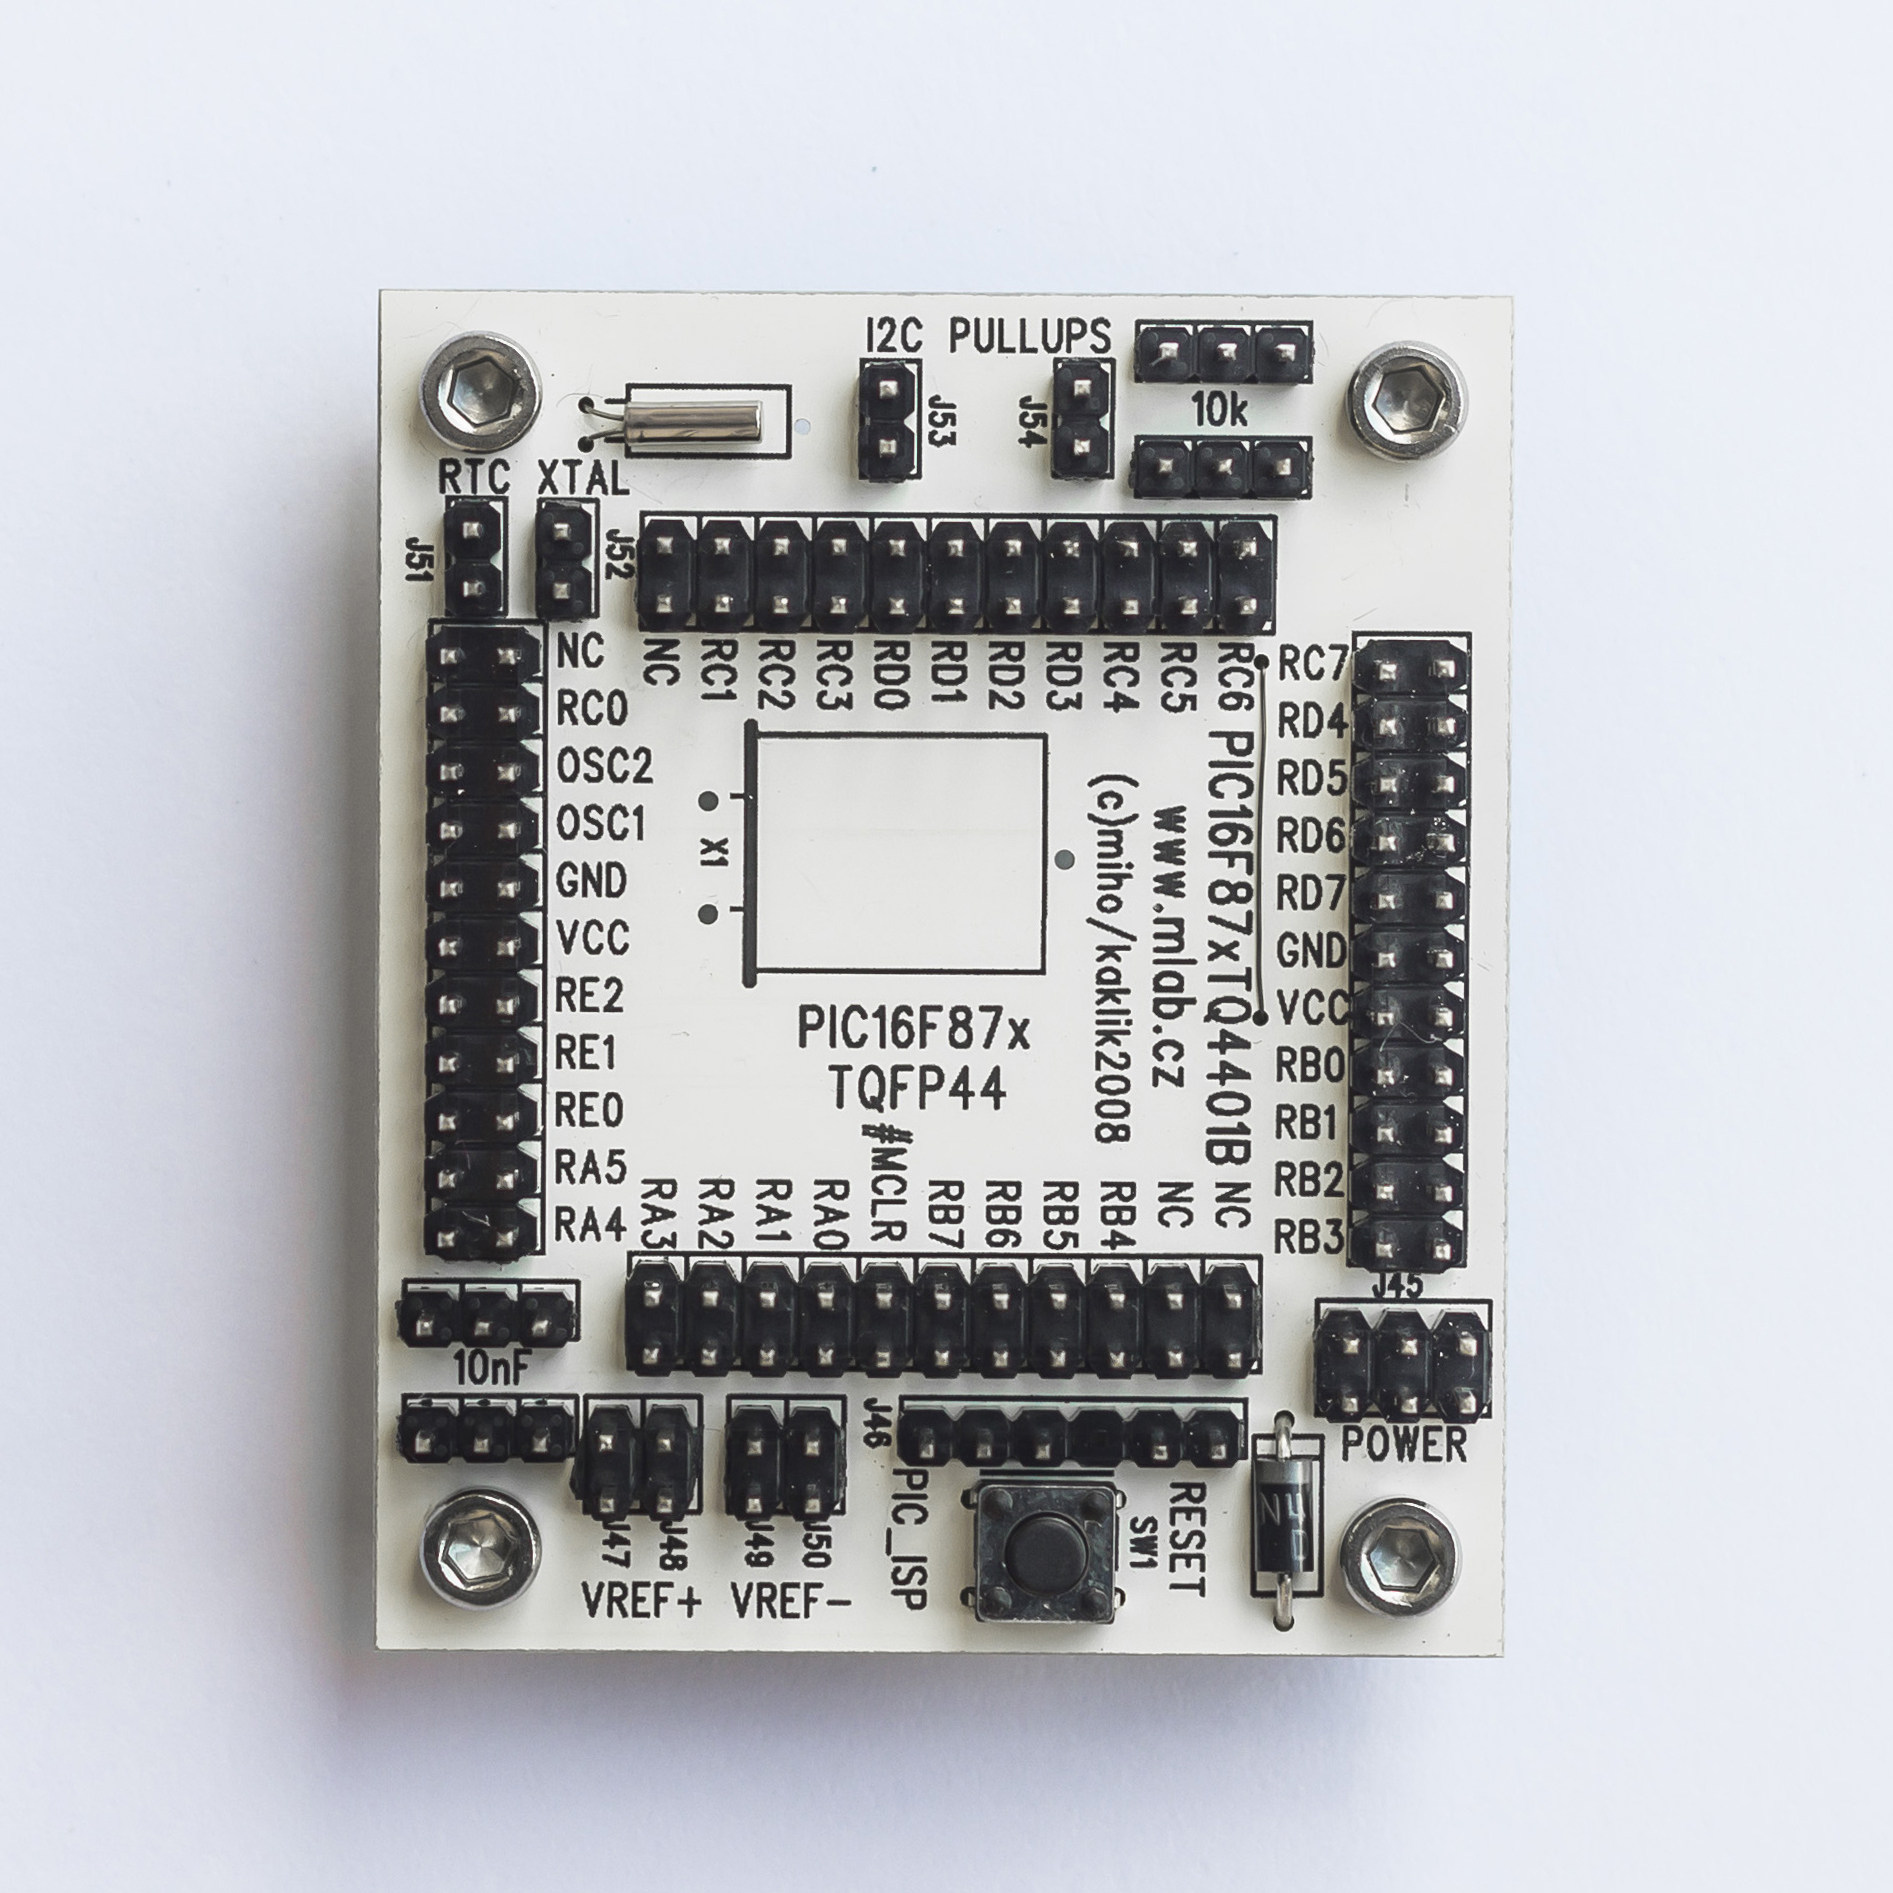 I2C PULLUPS
J53
J54
10k
RTC XTAL
J51
J52
NC
RC1
RC2
RC3
RD0
RD1
RD2
RD3
RC4
RC5
RC6
NC
RC0
OSC2
OSC1
GND
VCC
RE2
RE1
RE0
RA5
RA4
RC7
RD4
RD5
RD6
RD7
GND
VCC
RB0
RB1
RB2
RB3
X1
PIC16F87x
TQFP44
(c)miho/kaklik2008
www.mlab.cz
PIC16F87xTQ4401B
RA3
RA2
RA1
RA0
#MCLR
RB7
RB6
RB5
RB4
NC
NC
J45
POWER
10nF
J47
J48
VREF+
J49
J50
VREF-
J46
PIC_ISP
SW1
RESET